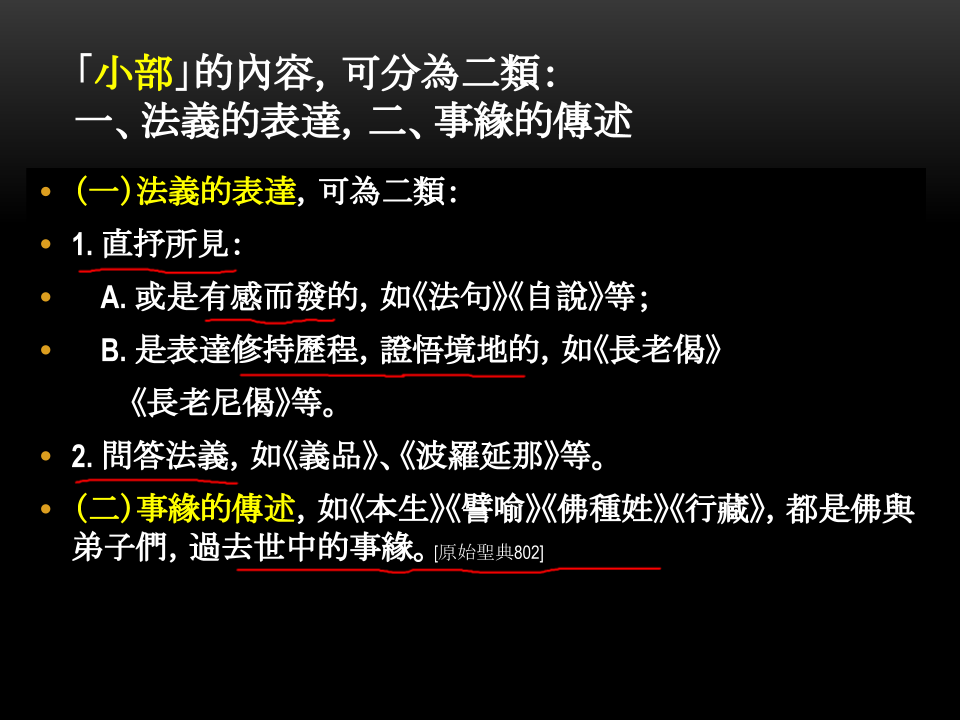 「小部」的內容，可分為二類：
一、法義的表達，二、事緣的傳述
• （一）法義的表達，可為二類：
• 1. 直抒所見：
• A. 或是有感而發的，如《法句》《自說》等；
• B. 是表達修持歷程，證悟境地的，如《長老偈》
《長老尼偈》等。
• 2. 問答法義，如《義品》、《波羅延那》等。
• （二）事緣的傳述，如《本生》《譬喻》《佛種姓》《行藏》，都是佛與
弟子們，過去世中的事緣。[原始聖典802]